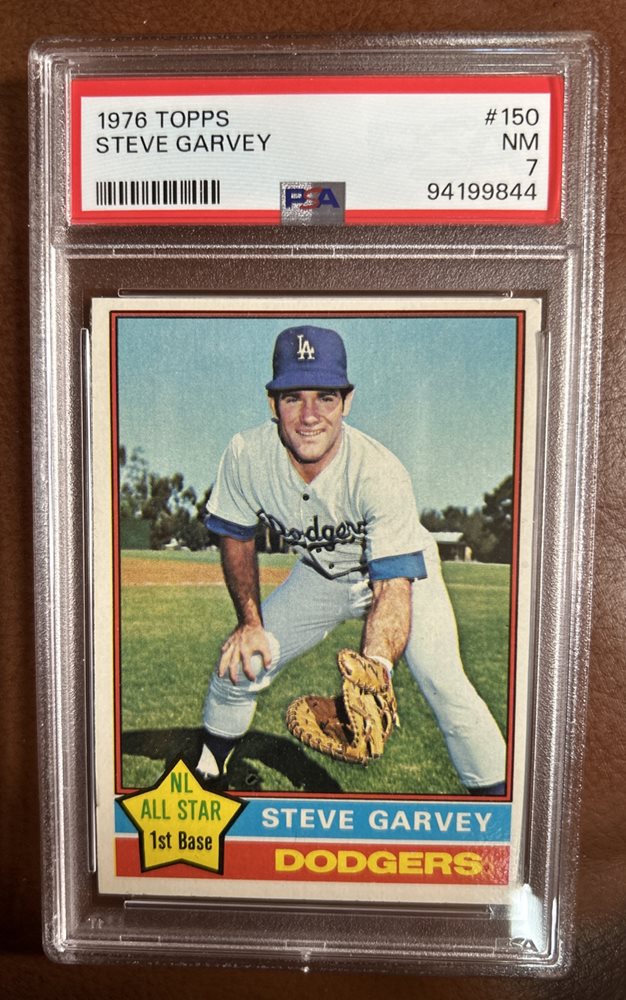 1976 TOPPS #150
STEVE GARVEY NM
7
PSA 94199844
LA
Dodgers
NL
ALL STAR
1st Base
STEVE GARVEY
DODGERS
PSA